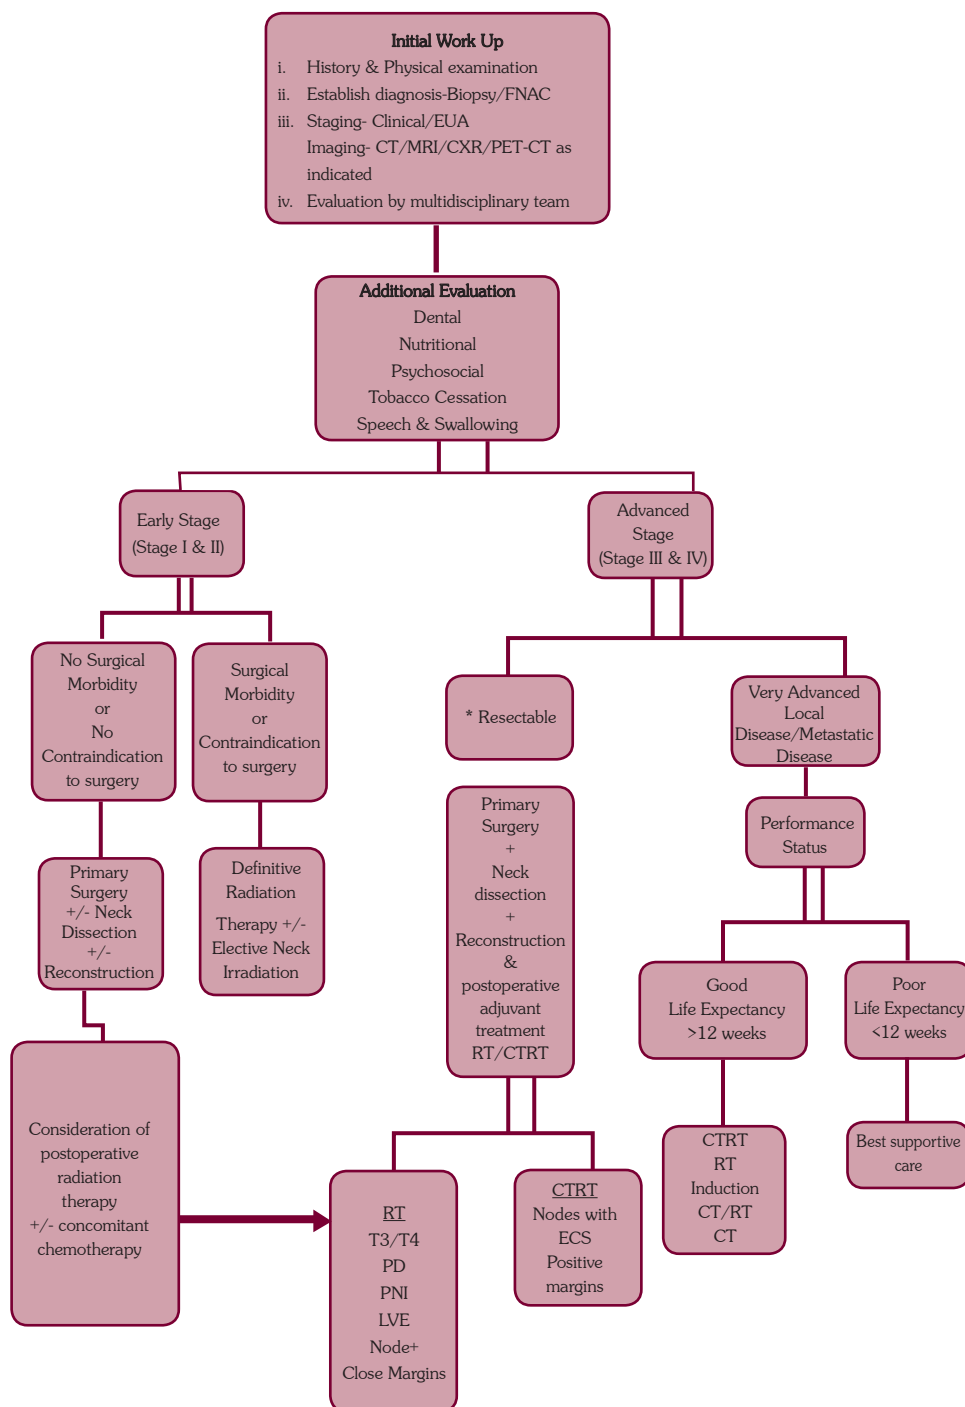 Initial Work Up
i. History & Physical examination
ii. Establish diagnosis-Biopsy/FNAC
iii. Staging- Clinical/EUA
Imaging- CT/MRI/CXR/PET-CT as
indicated
iv. Evaluation by multidisciplinary team
Additional Evaluation
Dental
Nutritional
Psychosocial
Tobacco Cessation
Speech & Swallowing
Early Stage
(Stage I & II)
Advanced
Stage
(Stage III & IV)
No Surgical
Morbidity
or
No
Contraindication
to surgery
Surgical
Morbidity
or
Contraindication
to surgery
* Resectable
Very Advanced
Local
Disease/Metastatic
Disease
Primary
Surgery
+/- Neck
Dissection
+/-
Reconstruction
Definitive
Radiation
Therapy +/-
Elective Neck
Irradiation
Primary
Surgery
+
Neck
dissection
+
Reconstruction
&
postoperative
adjuvant
treatment
RT/CTRT
Performance
Status
Good
Life Expectancy
>12 weeks
Poor
Life Expectancy
<12 weeks
Consideration of
postoperative
radiation
therapy
+/- concomitant
chemotherapy
RT
T3/T4
PD
PNI
LVE
Node+
Close Margins
CTRT
Nodes with
ECS
Positive
margins
CTRT
RT
Induction
CT/RT
CT
Best supportive
care